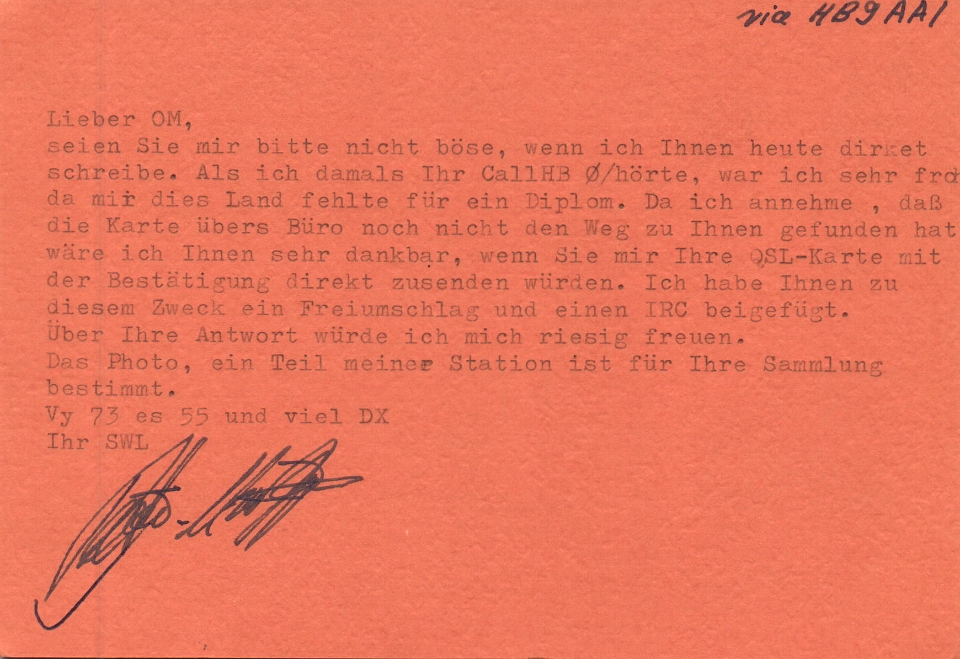 via HB9AAI
Lieber OM,
seien Sie mir bitte nicht böse, wenn ich Ihnen heute dirket
schreibe. Als ich damals Ihr CallHB Ø/hörte, war ich sehr froh
da mir dies Land fehlte für ein Diplom. Da ich annehme , daß
die Karte übers Büro noch nicht den Weg zu Ihnen gefunden hat
wäre ich Ihnen sehr dankbar, wenn Sie mir Ihre QSL-Karte mit
der Bestätigung direkt zusenden würden. Ich habe Ihnen zu
diesem Zweck ein Freiumschlag und einen IRC beigefügt.
Über Ihre Antwort würde ich mich riesig freuen.
Das Photo, ein Teil meiner Station ist für Ihre Sammlung
bestimmt.
Vy 73 es 55 und viel DX
Ihr SWL